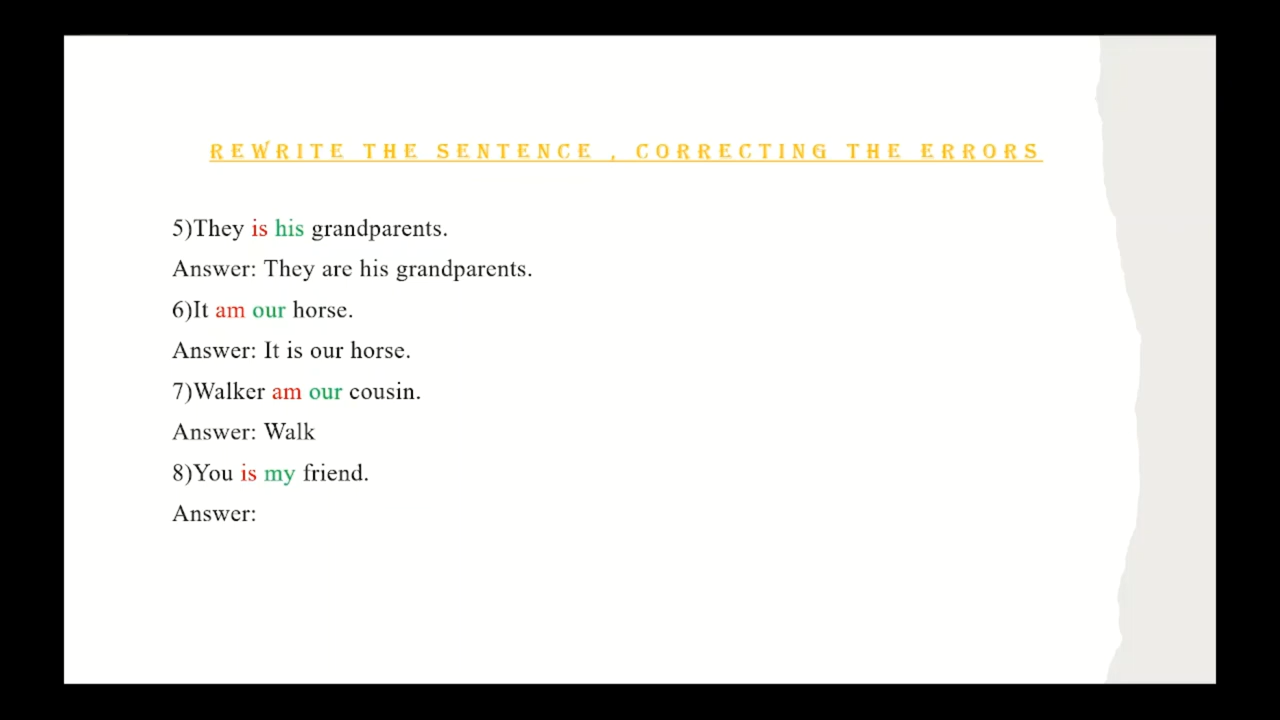 REWRITE THE SENTENCE , CORRECTING THE ERRORS
5)They is his grandparents.
Answer: They are his grandparents.
6)It am our horse.
Answer: It is our horse.
7)Walker am our cousin.
Answer: Walk
8)You is my friend.
Answer: